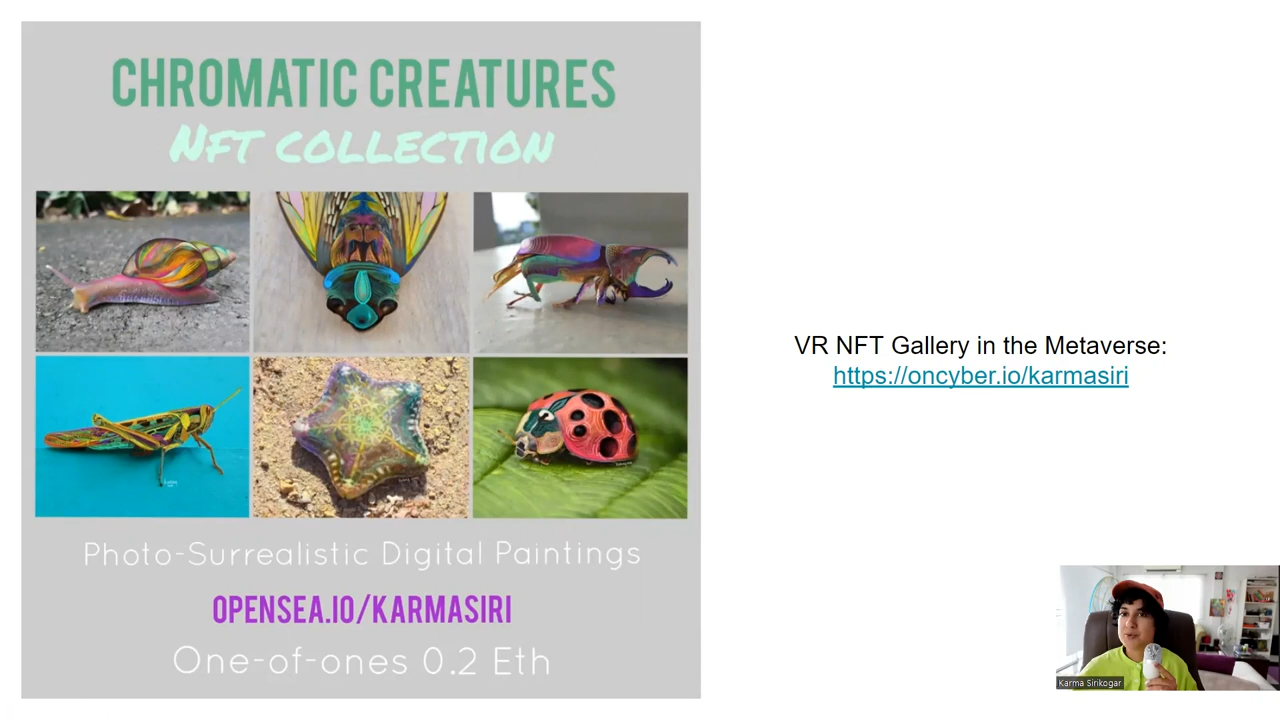 CHROMATIC CREATURES
NFT COLLECTION
Photo-Surrealistic Digital Paintings
OPENSEA.IO/KARMASIRI
One-of-ones 0.2 Eth
VR NFT Gallery in the Metaverse:
https://oncyber.io/karmasiri
Karma Sirikogar